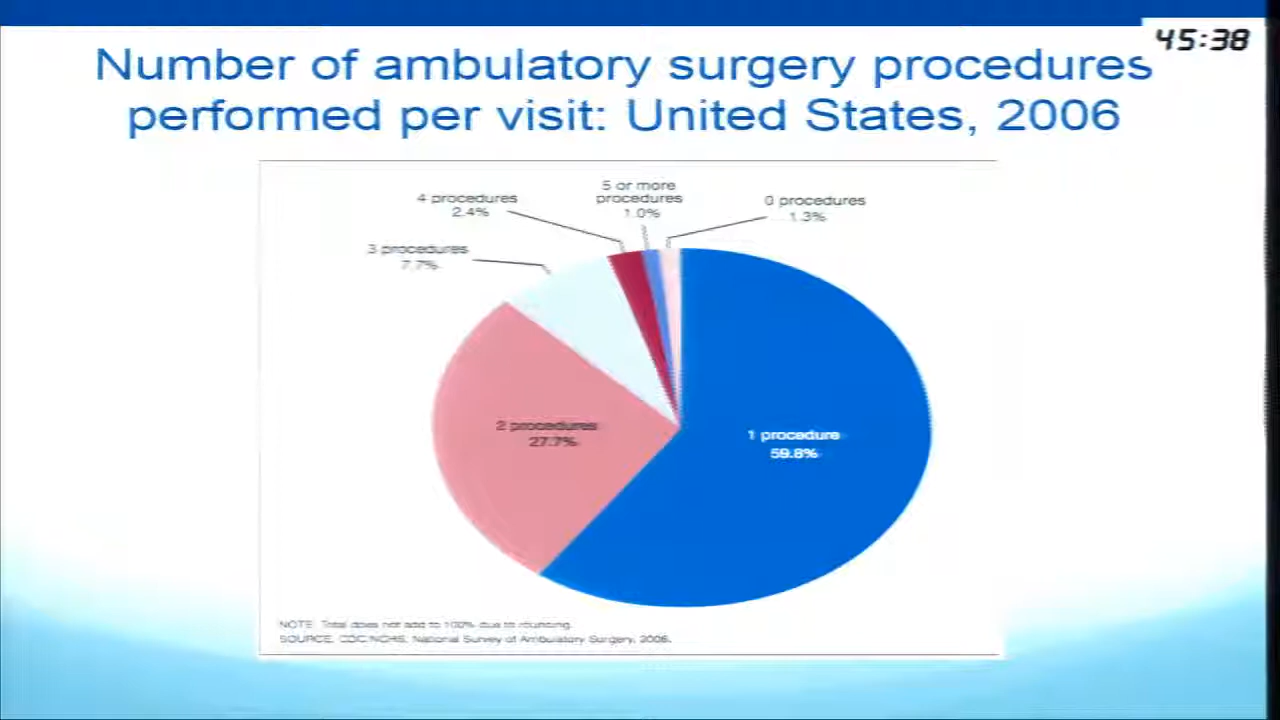 45:38
Number of ambulatory surgery procedures
performed per visit: United States, 2006
5 or more
procedures
1.0%
4 procedures
2.4%
0 procedures
1.3%
3 procedures
7.7%
2 procedures
27.7%
1 procedure
59.8%
NOTE: Total does not add to 100% due to rounding.
SOURCE: CDC/NCHS, National Survey of Ambulatory Surgery, 2006.